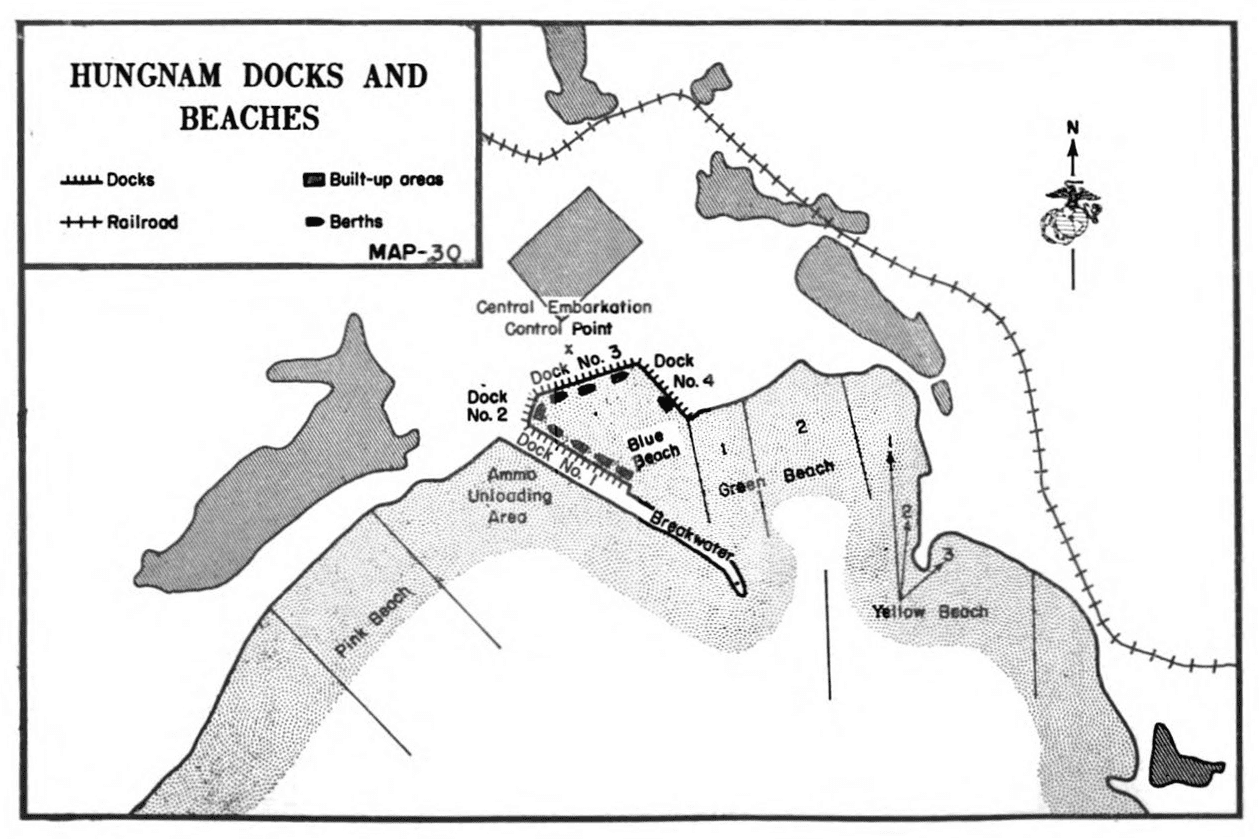 HUNGNAM DOCKS AND
BEACHES
Docks
Built-up areas
Railroad
Berths
MAP-30
N
Central Embarkation
Control Point
x
Dock No. 3
Dock
No. 4
Dock
No. 2
Dock No. 1
Blue
Beach
1
2
Green Beach
Ammo
Unloading
Area
Breakwater
1
2
3
Yellow Beach
Pink Beach